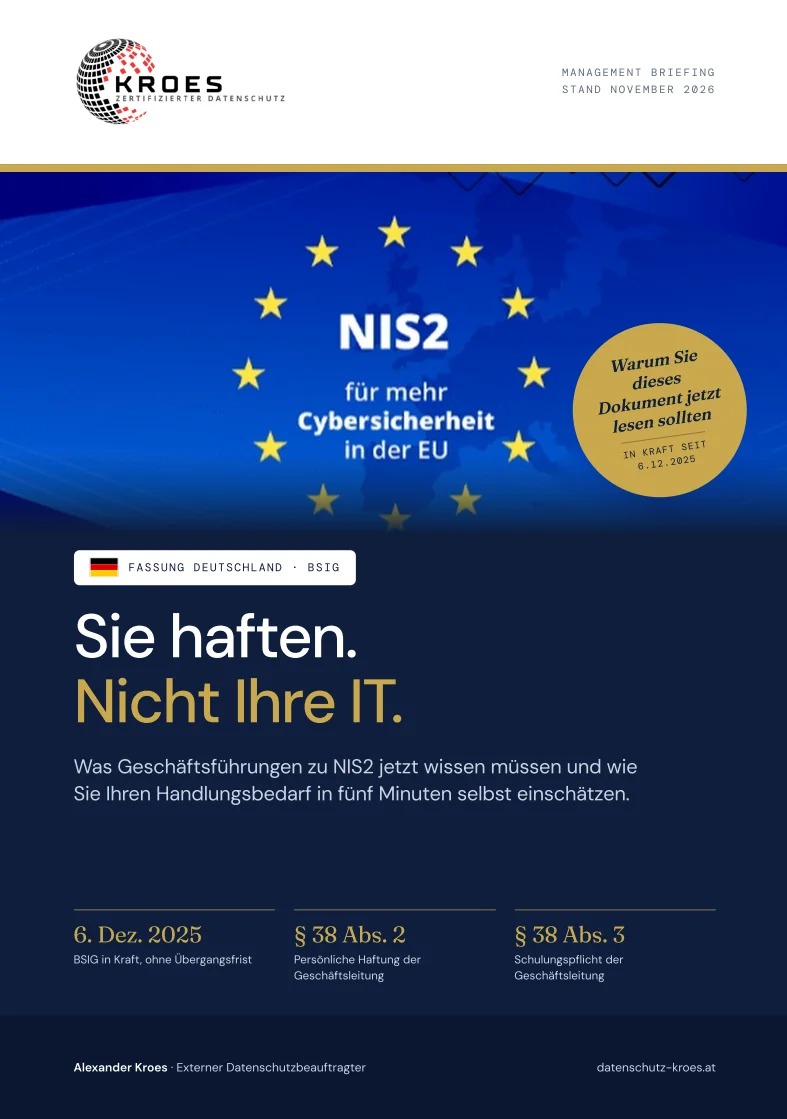 KROES
ZERTIFIZIERTER DATENSCHUTZ
MANAGEMENT BRIEFING
STAND NOVEMBER 2026
NIS2
für mehr
Cybersicherheit
in der EU
Warum Sie
dieses
Dokument jetzt
lesen sollten
IN KRAFT SEIT
6.12.2025
FASSUNG DEUTSCHLAND · BSIG
Sie haften.
Nicht Ihre IT.
Was Geschäftsführungen zu NIS2 jetzt wissen müssen und wie
Sie Ihren Handlungsbedarf in fünf Minuten selbst einschätzen.
6. Dez. 2025
BSIG in Kraft, ohne Übergangsfrist
§ 38 Abs. 2
Persönliche Haftung der
Geschäftsleitung
§ 38 Abs. 3
Schulungspflicht der
Geschäftsleitung
Alexander Kroes · Externer Datenschutzbeauftragter
datenschutz-kroes.at